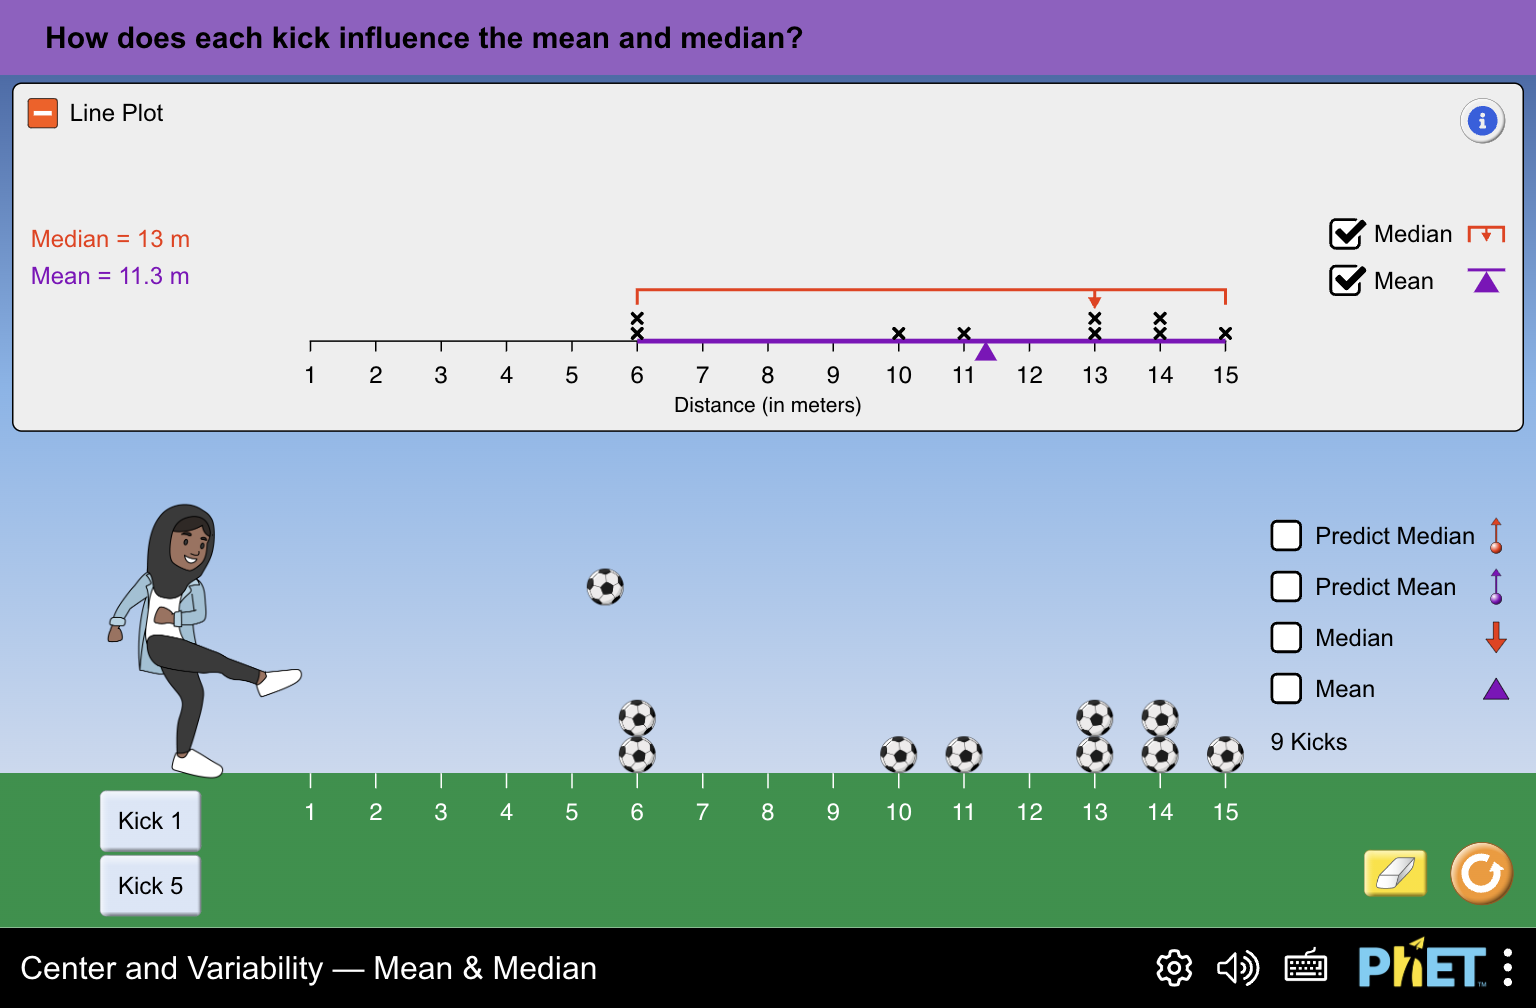 How does each kick influence the mean and median?
Line Plot
Median = 13 m
Mean = 11.3 m
Median
Mean
1 2 3 4 5 6 7 8 9 10 11 12 13 14 15
Distance (in meters)
Predict Median
Predict Mean
Median
Mean
9 Kicks
1 2 3 4 5 6 7 8 9 10 11 12 13 14 15
Kick 1
Kick 5
Center and Variability — Mean & Median
PhET™